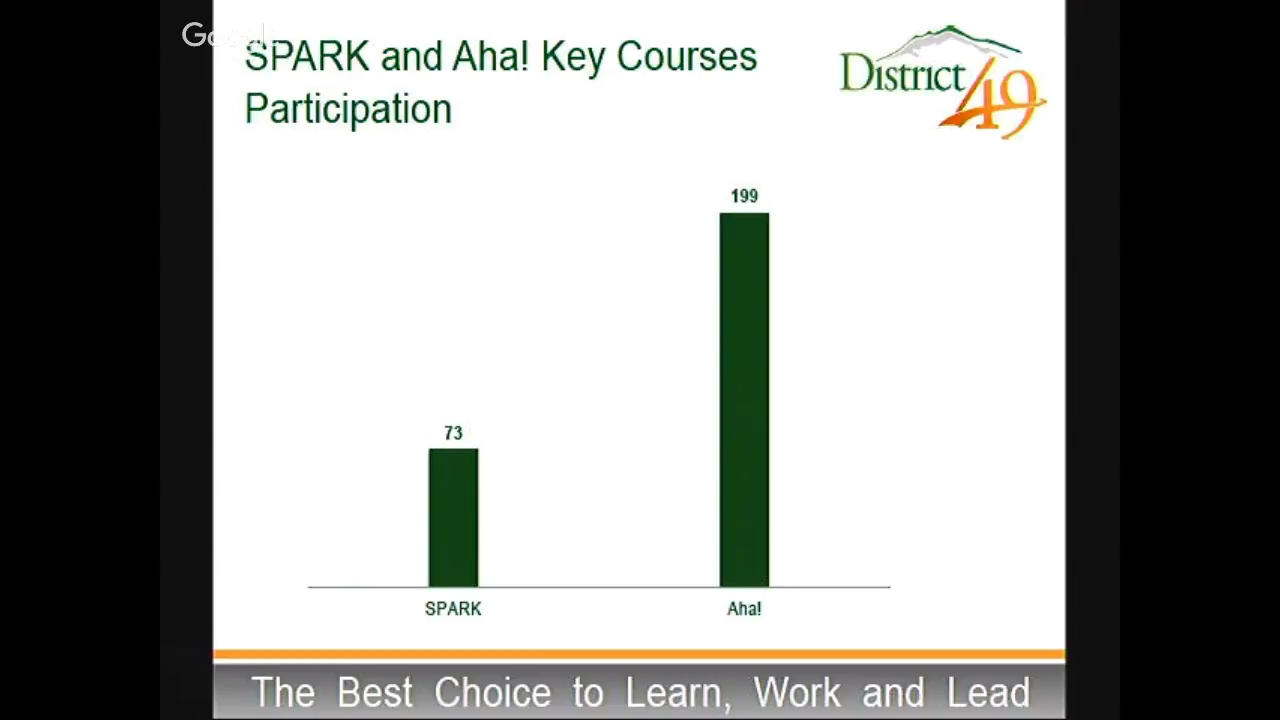 Google
SPARK and Aha! Key Courses
Participation
District
49
199
73
SPARK
Aha!
The Best Choice to Learn, Work and Lead